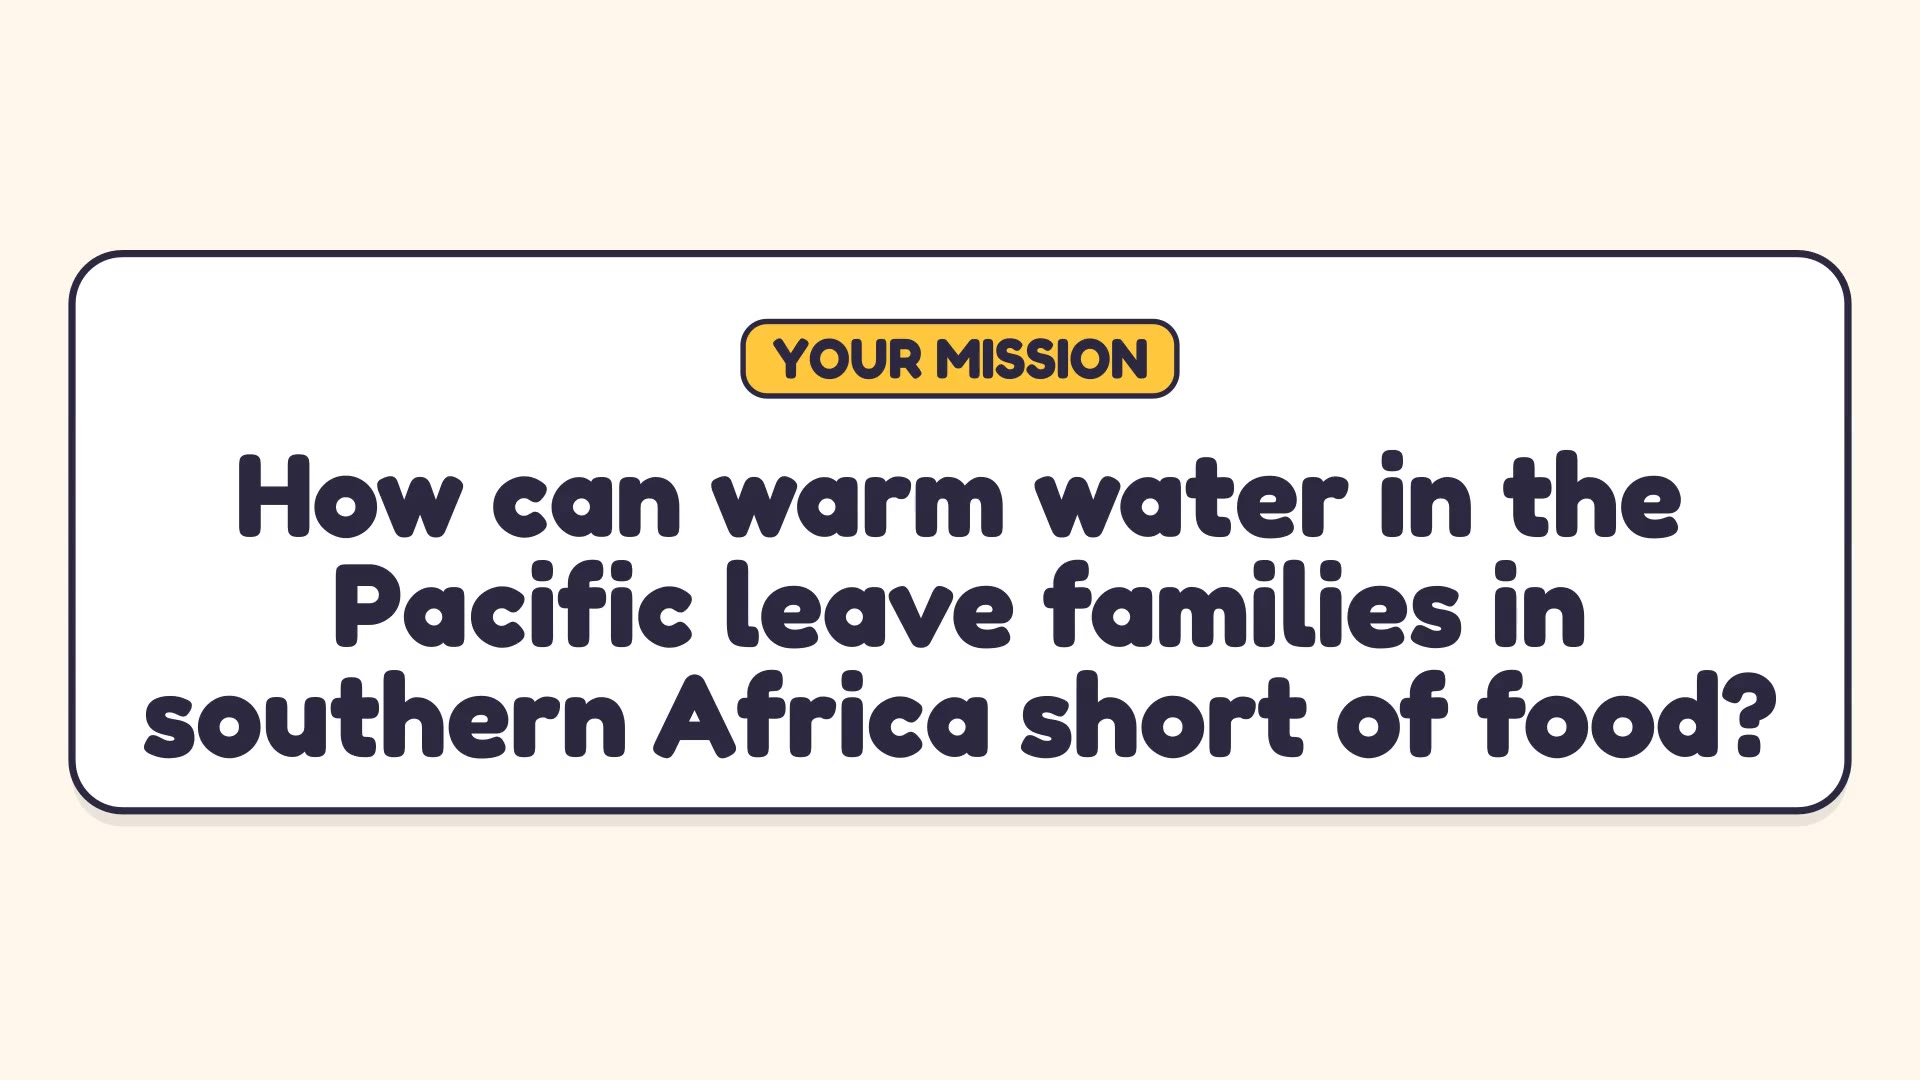 YOUR MISSION
How can warm water in the
Pacific leave families in
southern Africa short of food?